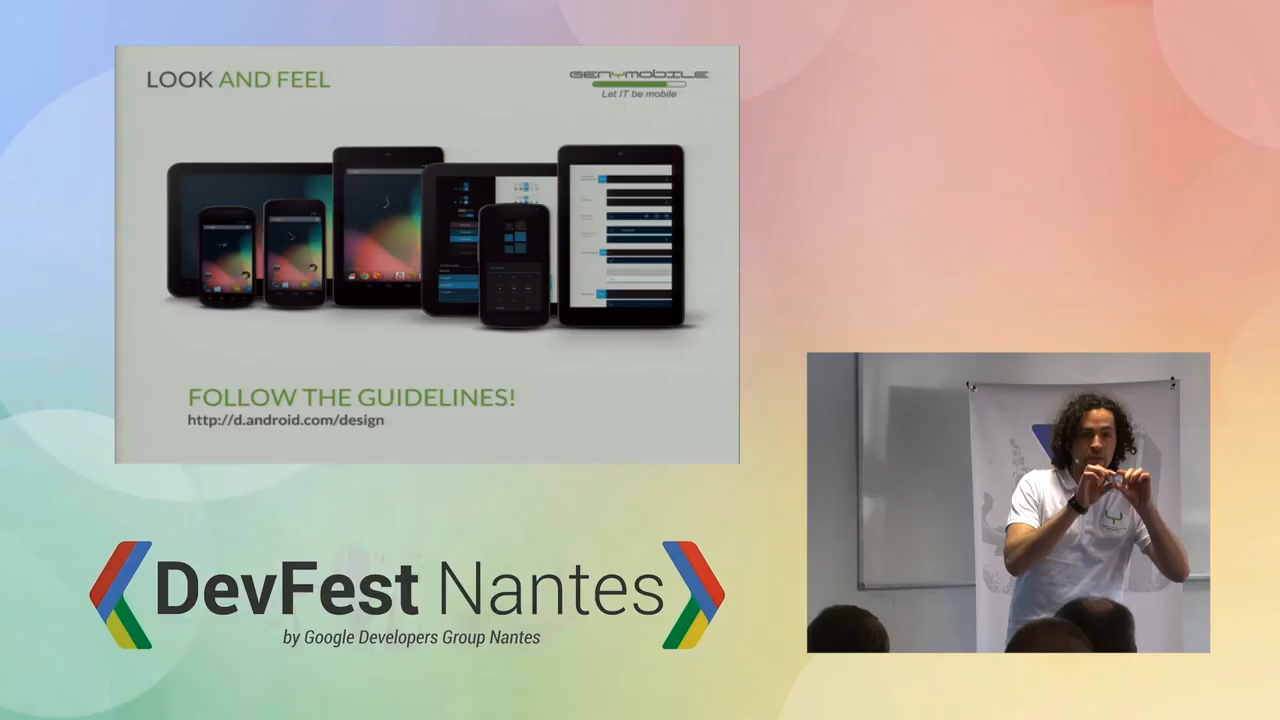 LOOK AND FEEL
GENYMOBILE
Let IT be mobile
FOLLOW THE GUIDELINES!
http://d.android.com/design
DevFest Nantes
by Google Developers Group Nantes